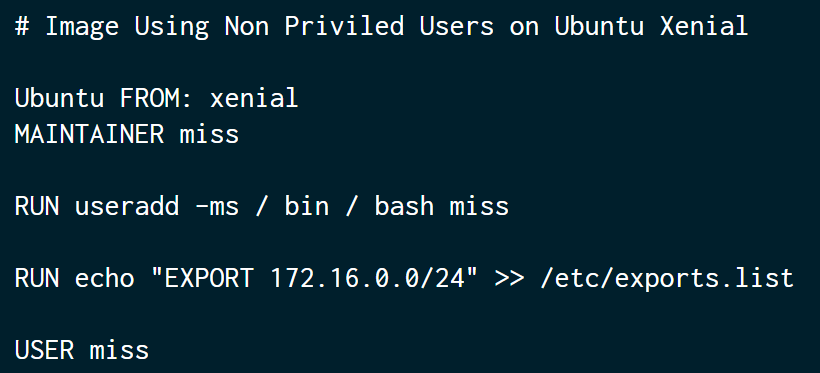 # Image Using Non Priviled Users on Ubuntu Xenial
Ubuntu FROM: xenial
MAINTAINER miss
RUN useradd -ms / bin / bash miss
RUN echo "EXPORT 172.16.0.0/24" >> /etc/exports.list
USER miss